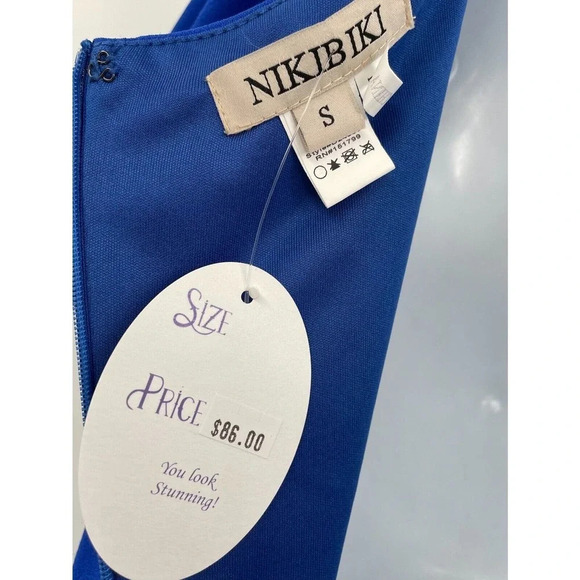 NIKIBIKI
S
RN#161799
SIZE
PRICE
$86.00
You look
Stunning!